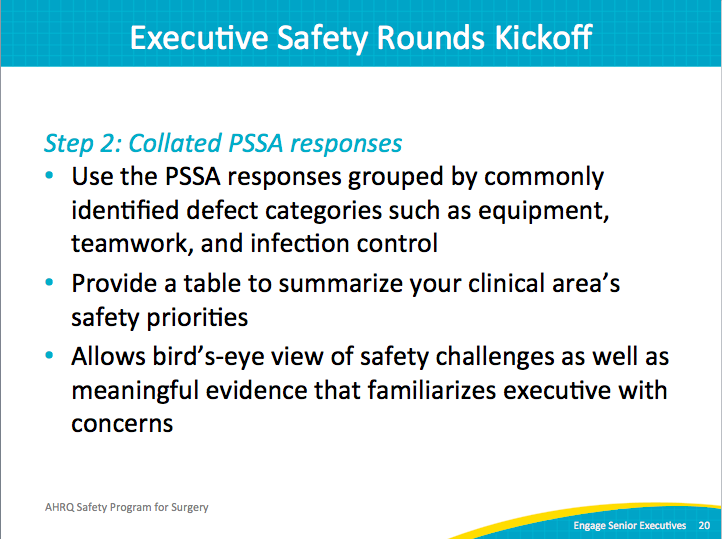 Executive Safety Rounds Kickoff
Step 2: Collated PSSA responses
• Use the PSSA responses grouped by commonly
identified defect categories such as equipment,
teamwork, and infection control
• Provide a table to summarize your clinical area’s
safety priorities
• Allows bird’s-eye view of safety challenges as well as
meaningful evidence that familiarizes executive with
concerns
AHRQ Safety Program for Surgery
Engage Senior Executives 20